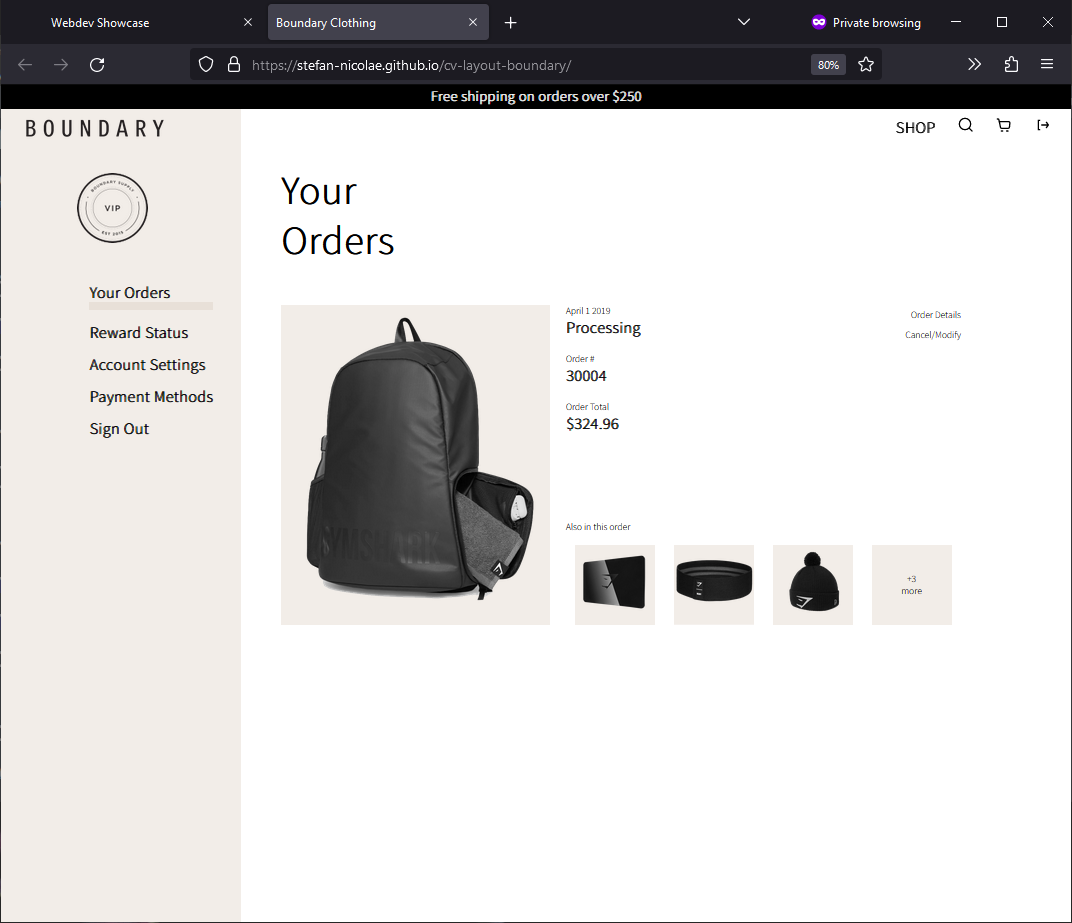 Webdev Showcase
Boundary Clothing
Private browsing
https://stefan-nicolae.github.io/cv-layout-boundary/
80%
Free shipping on orders over $250
BOUNDARY
SHOP
BOUNDARY SUPPLY
VIP
EST 2015
Your Orders
Reward Status
Account Settings
Payment Methods
Sign Out
Your
Orders
GYMSHARK
April 1 2019
Processing
Order #
30004
Order Total
$324.96
Order Details
Cancel/Modify
Also in this order
+3
more